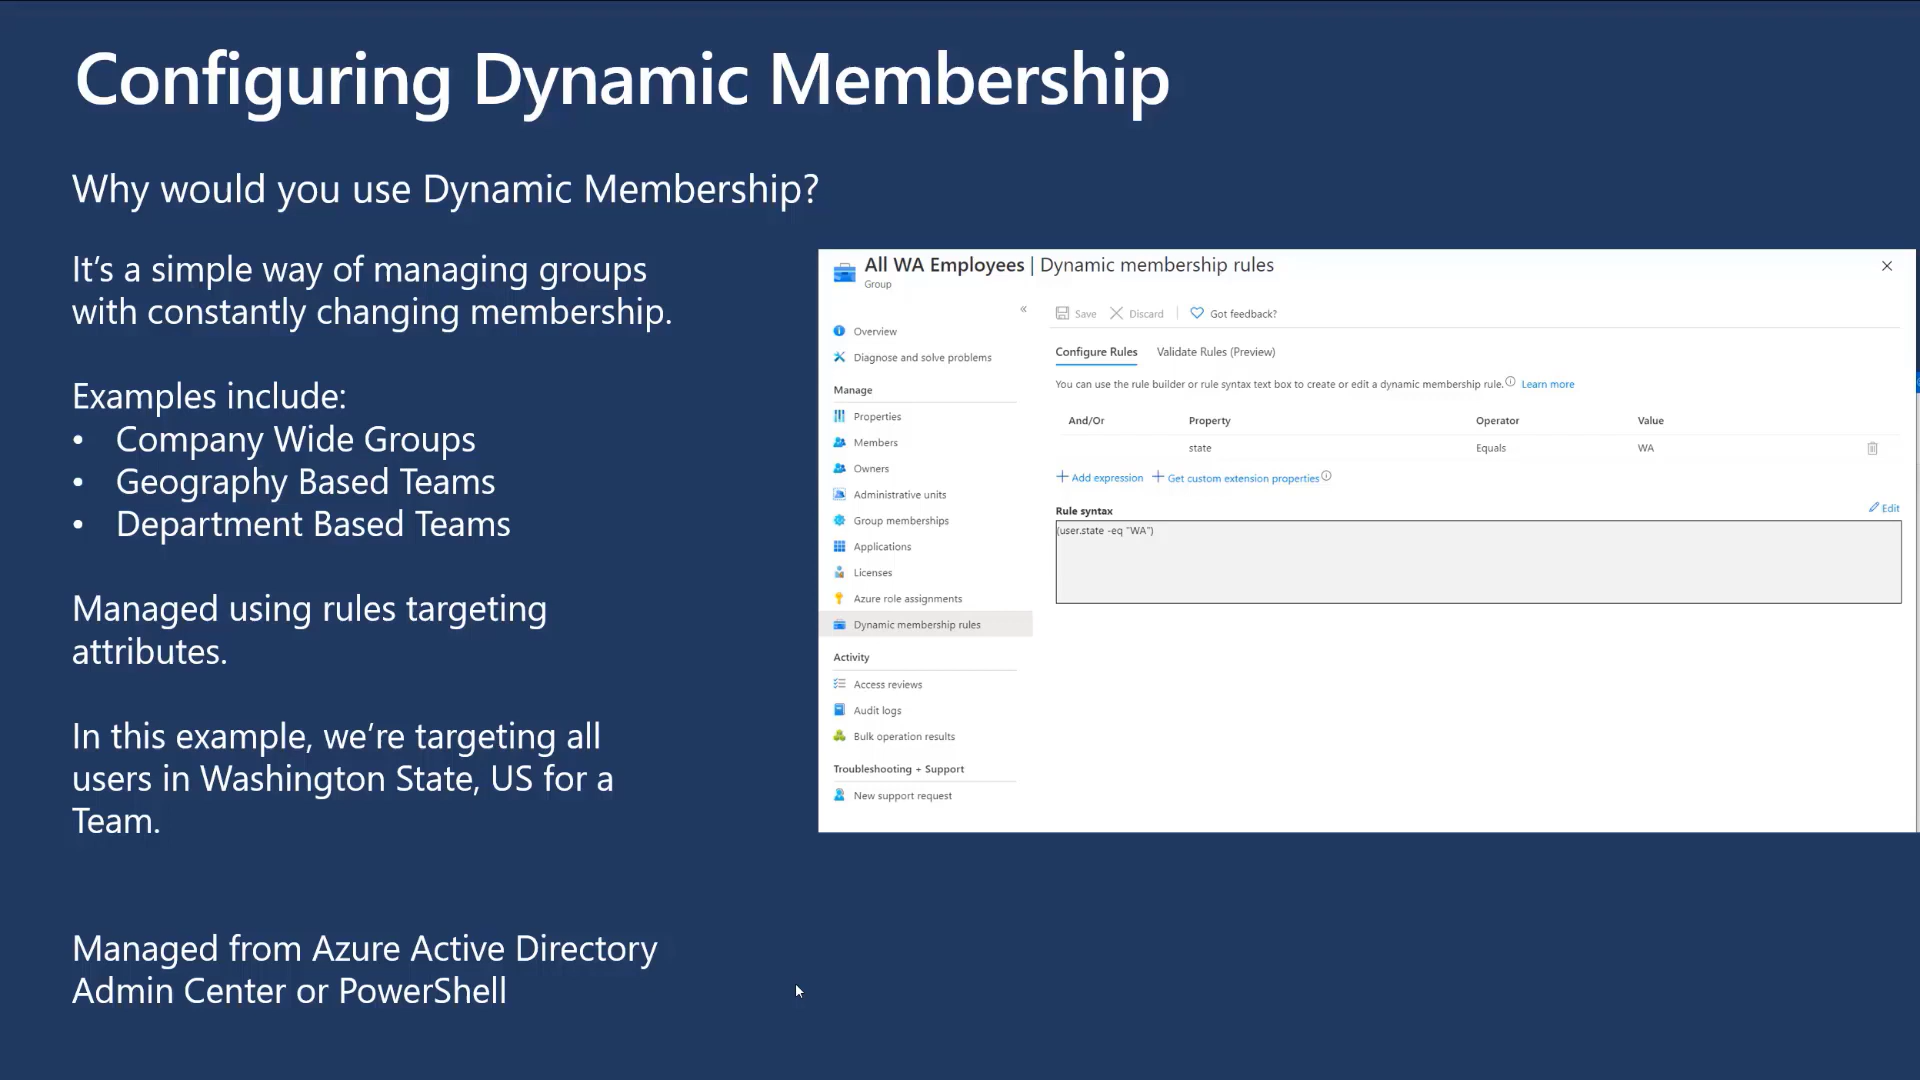 Configuring Dynamic Membership
Why would you use Dynamic Membership?
It's a simple way of managing groups
with constantly changing membership.
Examples include:
• Company Wide Groups
• Geography Based Teams
• Department Based Teams
Managed using rules targeting
attributes.
In this example, we're targeting all
users in Washington State, US for a
Team.
Managed from Azure Active Directory
Admin Center or PowerShell
All WA Employees | Dynamic membership rules
Group
«
Overview
Diagnose and solve problems
Manage
Properties
Members
Owners
Administrative units
Group memberships
Applications
Licenses
Azure role assignments
Dynamic membership rules
Activity
Access reviews
Audit logs
Bulk operation results
Troubleshooting + Support
New support request
Save Discard | Got feedback?
Configure Rules Validate Rules (Preview)
You can use the rule builder or rule syntax text box to create or edit a dynamic membership rule. Learn more
And/Or Property Operator Value
state Equals WA
+ Add expression + Get custom extension properties
Rule syntax Edit
(user.state -eq "WA")